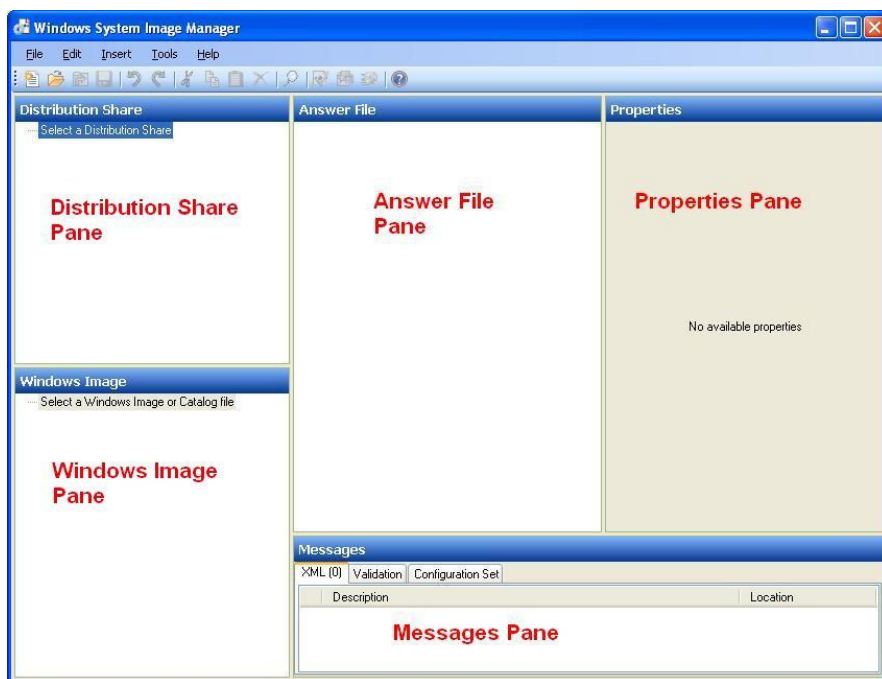 Windows System Image Manager
File Edit Insert Tools Help
Distribution Share
Select a Distribution Share
Distribution Share
Pane
Answer File
Answer File
Pane
Properties
Properties Pane
No available properties
Windows Image
Select a Windows Image or Catalog file
Windows Image
Pane
Messages
XML (0) Validation Configuration Set
Description Location
Messages Pane